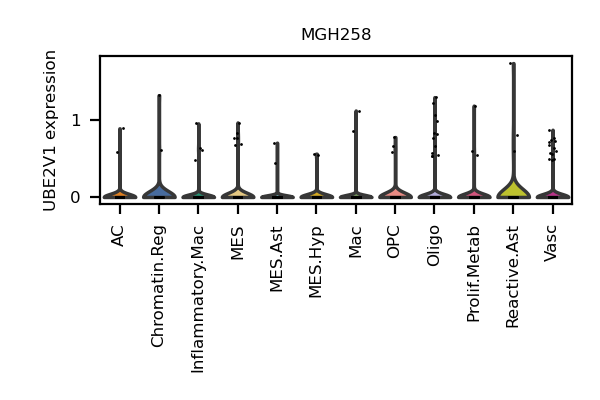 MGH258
UBE2V1 expression
1
0
AC
Chromatin.Reg
Inflammatory.Mac
MES
MES.Ast
MES.Hyp
Mac
OPC
Oligo
Prolif.Metab
Reactive.Ast
Vasc